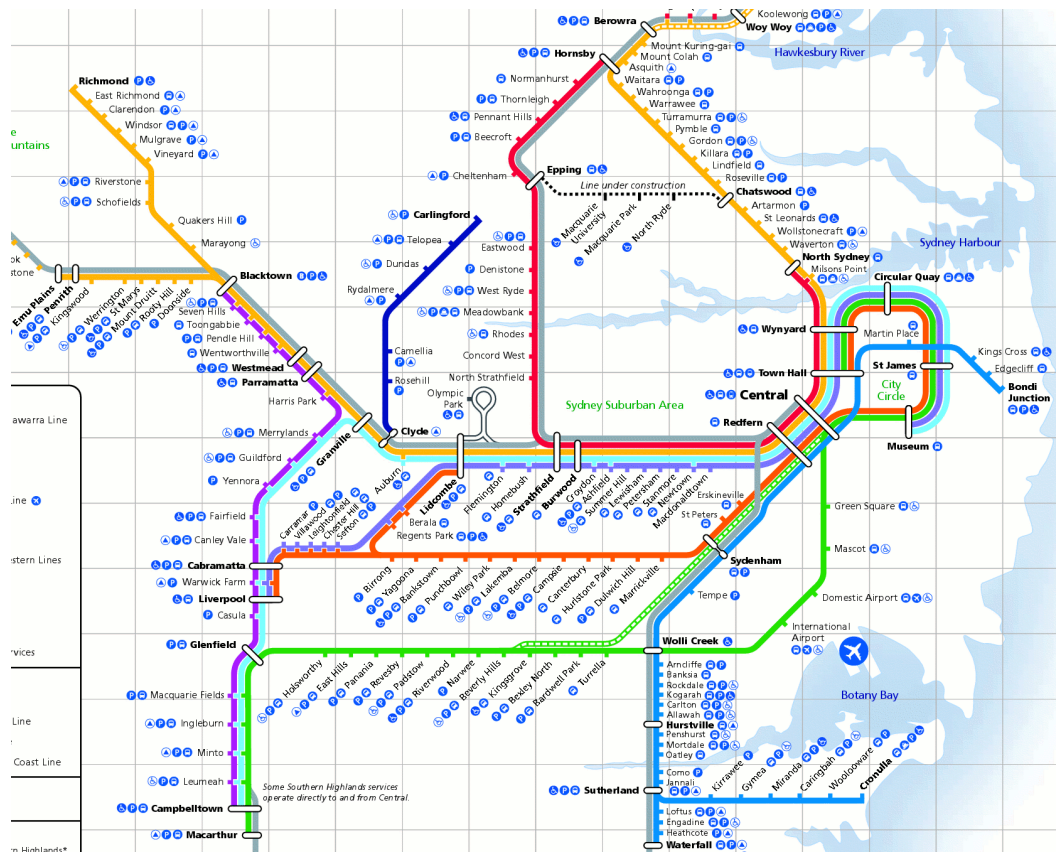 Koolewong
Berowra
Woy Woy
Mount Kuring-gai
Hawkesbury River
Hornsby
Mount Colah
Asquith
Richmond
Normanhurst
Waitara
East Richmond
Wahroonga
Clarendon
Thornleigh
Warrawee
Windsor
Pennant Hills
Turramurra
Mulgrave
Beecroft
Pymble
Vineyard
Gordon
untains
Killara
Lindfield
Epping
Cheltenham
Roseville
Riverstone
Line under construction
Chatswood
Schofields
Macquarie
University
Macquarie Park
North Ryde
Artarmon
Quakers Hill
Carlingford
St Leonards
Wollstonecraft
Marayong
Telopea
Eastwood
Waverton
Sydney Harbour
North Sydney
Dundas
Denistone
Milsons Point
Circular Quay
Blacktown
Emu Plains
Penrith
Kingswood
Werrington
St Marys
Mount Druitt
Rooty Hill
Doonside
Rydalmere
West Ryde
Seven Hills
Meadowbank
Toongabbie
Wynyard
Martin Place
Pendle Hill
Rhodes
Wentworthville
Camellia
Concord West
Kings Cross
Westmead
Town Hall
St James
Edgecliff
Parramatta
Rosehill
North Strathfield
City
Circle
Bondi
Junction
Harris Park
Olympic
Park
Sydney Suburban Area
Central
awarra Line
Redfern
Merrylands
Granville
Clyde
Museum
Guildford
Auburn
Lidcombe
Flemington
Homebush
Strathfield
Burwood
Croydon
Ashfield
Summer Hill
Lewisham
Petersham
Stanmore
Newtown
Macdonaldtown
Yennora
Erskineville
ine
Carramar
Villawood
Leightonfield
Chester Hill
Sefton
St Peters
Fairfield
Berala
Green Square
Regents Park
Canley Vale
Mascot
stern Lines
Cabramatta
Sydenham
Warwick Farm
Birrong
Yagoona
Bankstown
Punchbowl
Wiley Park
Lakemba
Belmore
Campsie
Canterbury
Hurlstone Park
Dulwich Hill
Marrickville
Liverpool
Tempe
Domestic Airport
Casula
International
Airport
Glenfield
Wolli Creek
rvices
Holsworthy
East Hills
Panania
Revesby
Padstow
Riverwood
Narwee
Beverly Hills
Kingsgrove
Bexley North
Bardwell Park
Turrella
Arncliffe
Banksia
Rockdale
Macquarie Fields
Kogarah
Botany Bay
Carlton
Allawah
Line
Ingleburn
Hurstville
Penshurst
Mortdale
Minto
Oatley
Coast Line
Como
Jannali
Kirrawee
Gymea
Miranda
Caringbah
Woolooware
Cronulla
Leumeah
Some Southern Highlands services
operate directly to and from Central.
Sutherland
Campbelltown
Loftus
Engadine
Macarthur
Heathcote
Waterfall